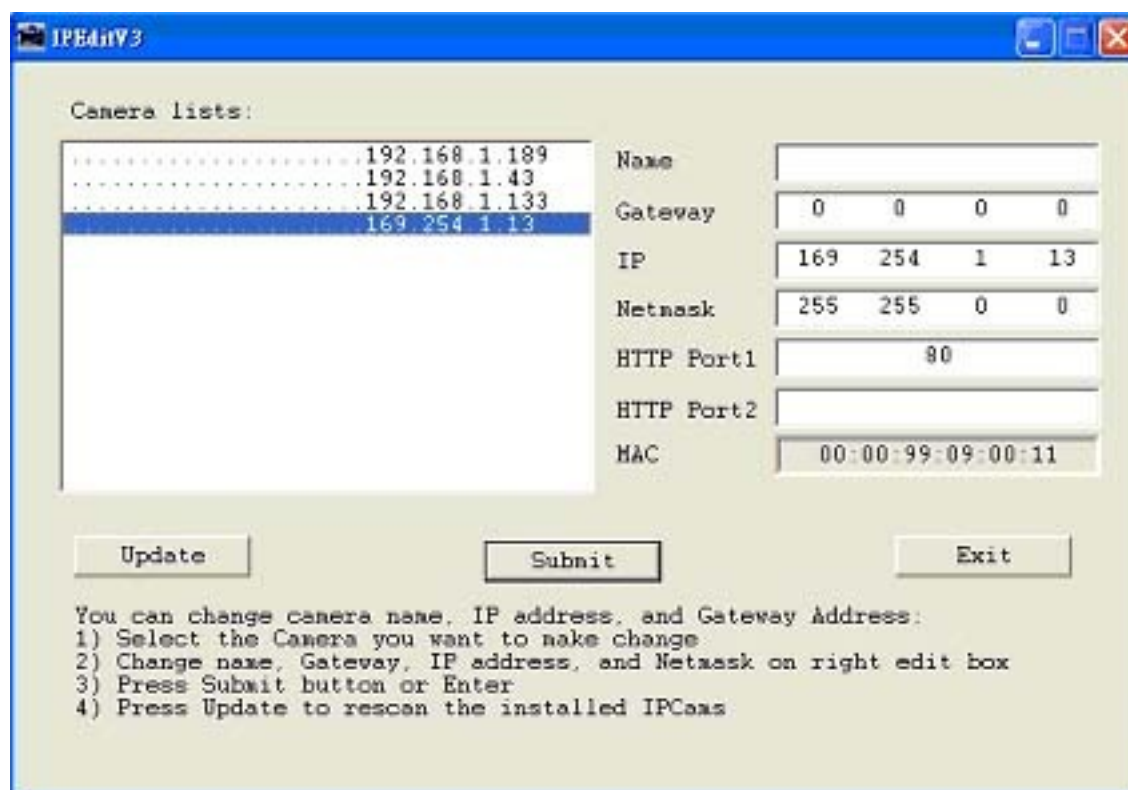 IPEditV3
Camera lists:
......................192.168.1.189
......................192.168.1.43
......................192.168.1.133
......................169.254.1.13
Name
Gateway 0 0 0 0
IP 169 254 1 13
Netmask 255 255 0 0
HTTP Port1 80
HTTP Port2
MAC 00:00:99:09:00:11
Update
Submit
Exit
You can change camera name, IP address, and Gateway Address:
1) Select the Camera you want to make change
2) Change name, Gateway, IP address, and Netmask on right edit box
3) Press Submit button or Enter
4) Press Update to rescan the installed IPCams